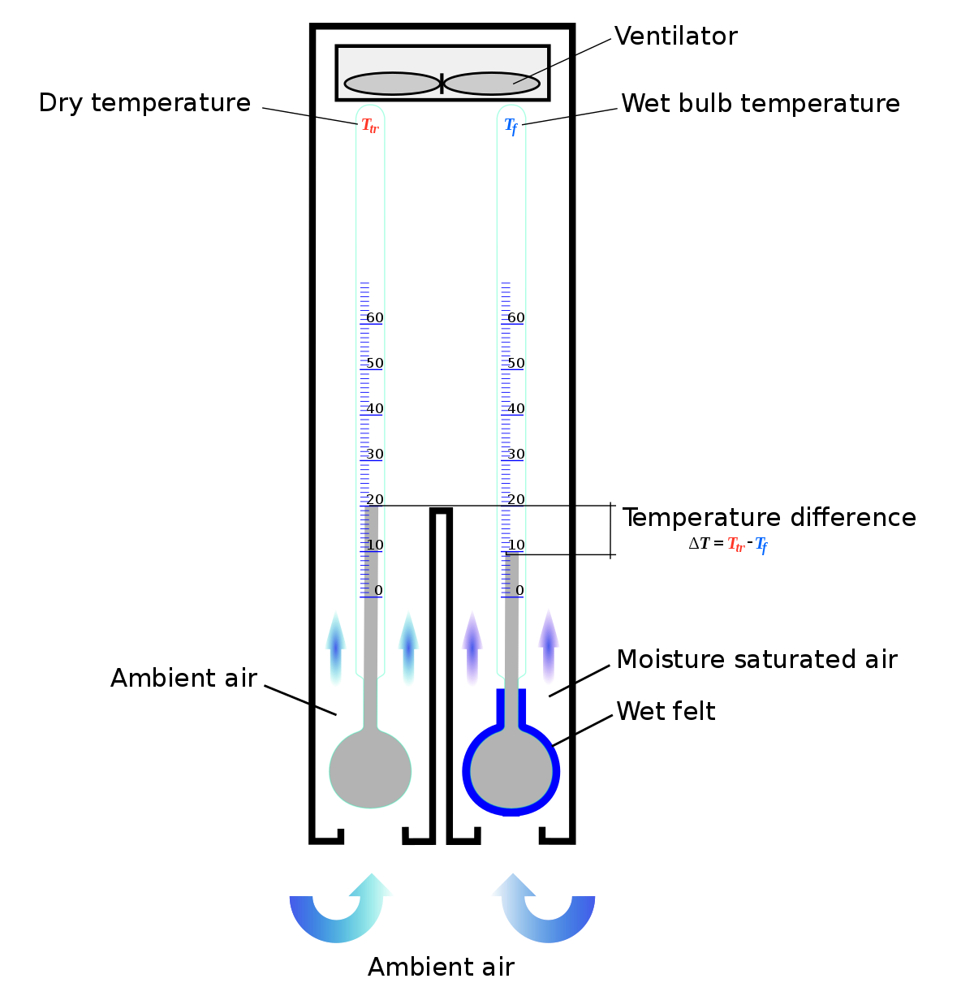 Ventilator
Dry temperature
Wet bulb temperature
Ttr
Tf
60
60
50
50
40
40
30
30
20
20
Temperature difference
ΔT = Ttr - Tf
10
10
0
0
Moisture saturated air
Ambient air
Wet felt
Ambient air